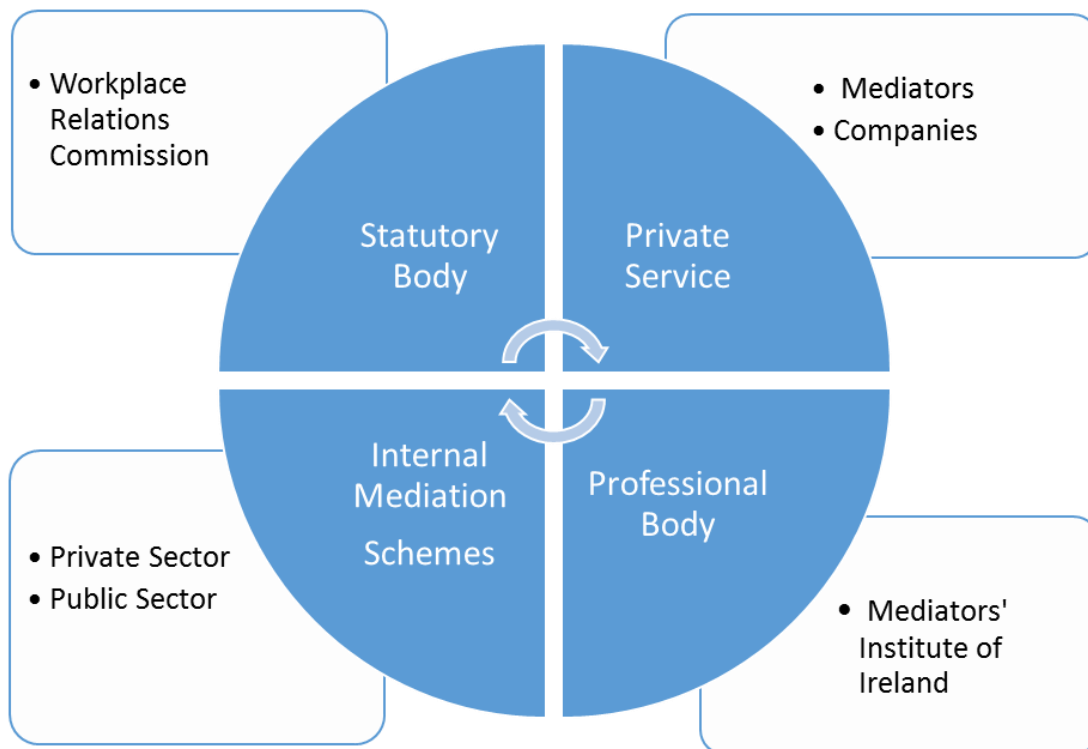 • Workplace
Relations
Commission
• Mediators
• Companies
Statutory
Body
Private
Service
Internal
Mediation
Schemes
Professional
Body
• Private Sector
• Public Sector
• Mediators'
Institute of
Ireland